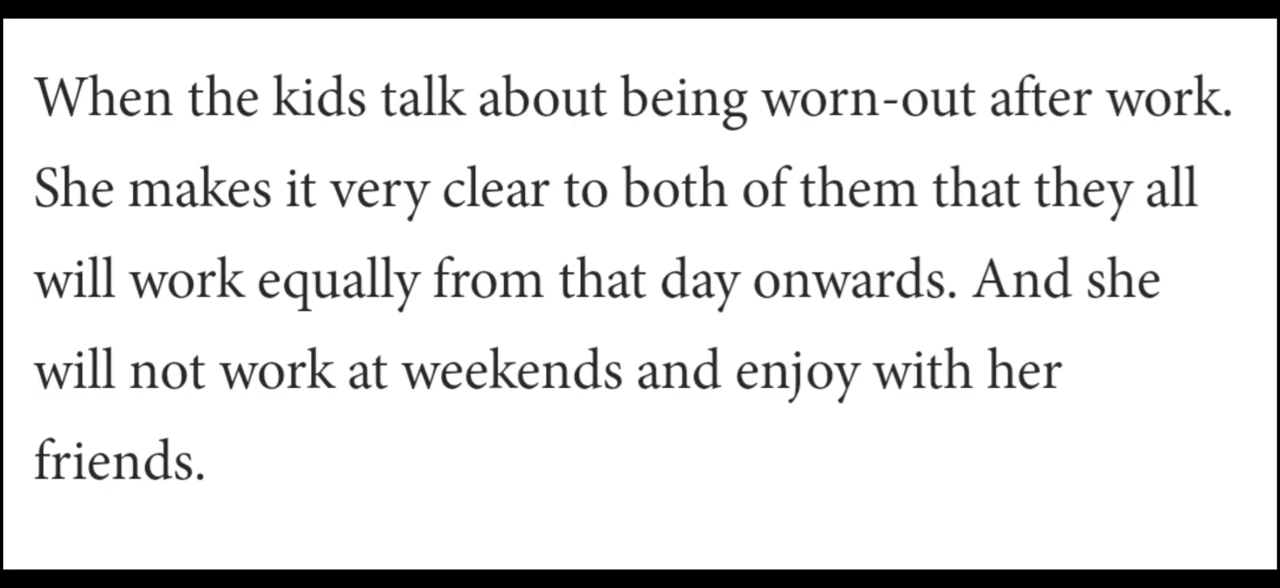 When the kids talk about being worn-out after work.
She makes it very clear to both of them that they all
will work equally from that day onwards. And she
will not work at weekends and enjoy with her
friends.